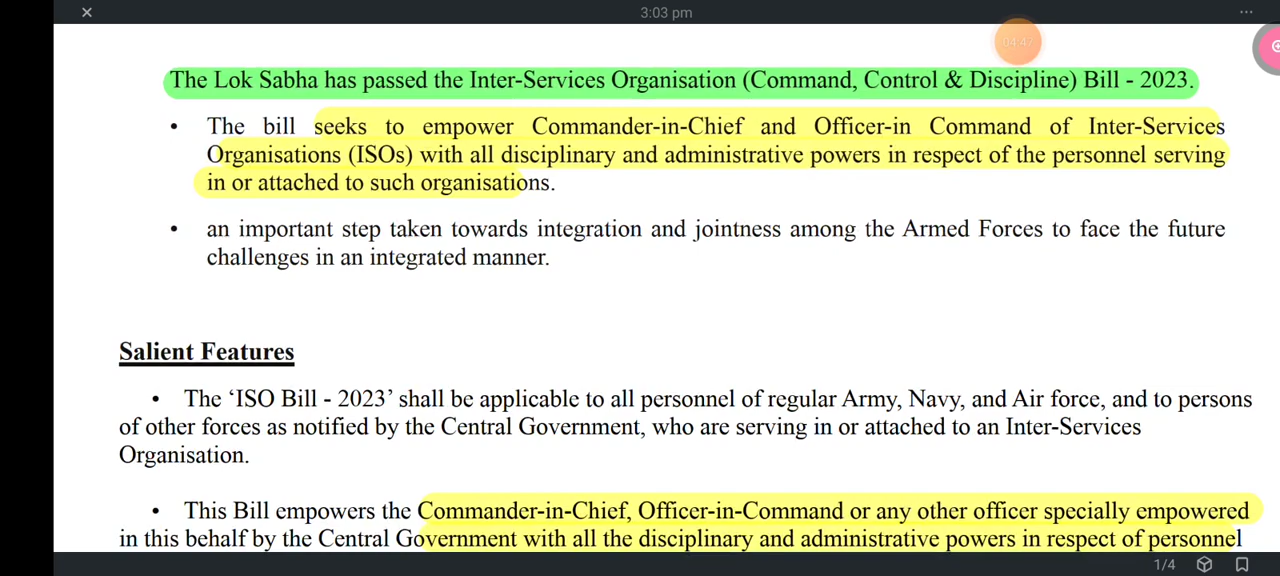 3:03 pm
04:47
The Lok Sabha has passed the Inter-Services Organisation (Command, Control & Discipline) Bill - 2023.
• The bill seeks to empower Commander-in-Chief and Officer-in Command of Inter-Services
Organisations (ISOs) with all disciplinary and administrative powers in respect of the personnel serving
in or attached to such organisations.
• an important step taken towards integration and jointness among the Armed Forces to face the future
challenges in an integrated manner.
Salient Features
• The ‘ISO Bill - 2023’ shall be applicable to all personnel of regular Army, Navy, and Air force, and to persons
of other forces as notified by the Central Government, who are serving in or attached to an Inter-Services
Organisation.
• This Bill empowers the Commander-in-Chief, Officer-in-Command or any other officer specially empowered
in this behalf by the Central Government with all the disciplinary and administrative powers in respect of personnel
1/4